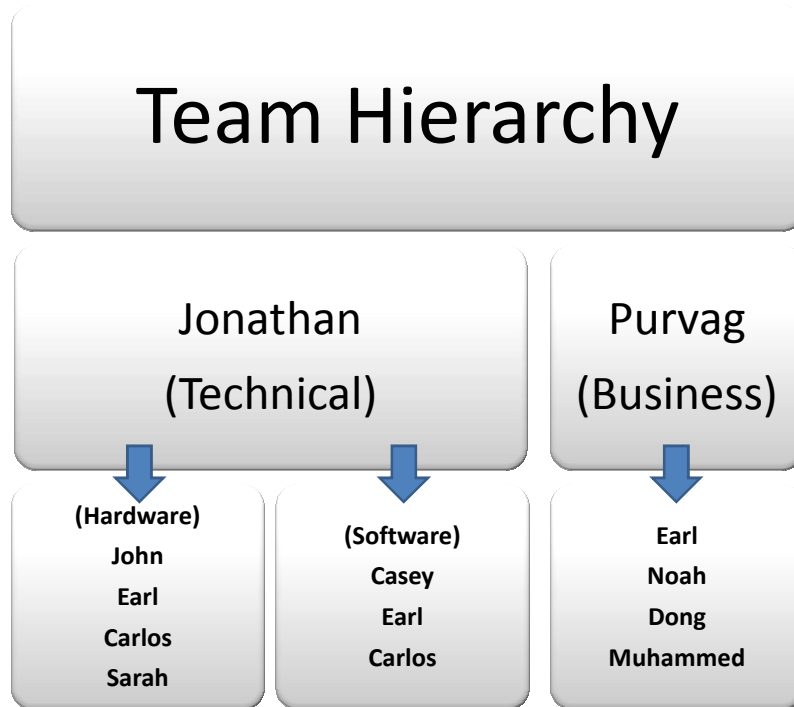 Team Hierarchy
Jonathan
(Technical)
Purvag
(Business)
(Hardware)
John
Earl
Carlos
Sarah
(Software)
Casey
Earl
Carlos
Earl
Noah
Dong
Muhammed